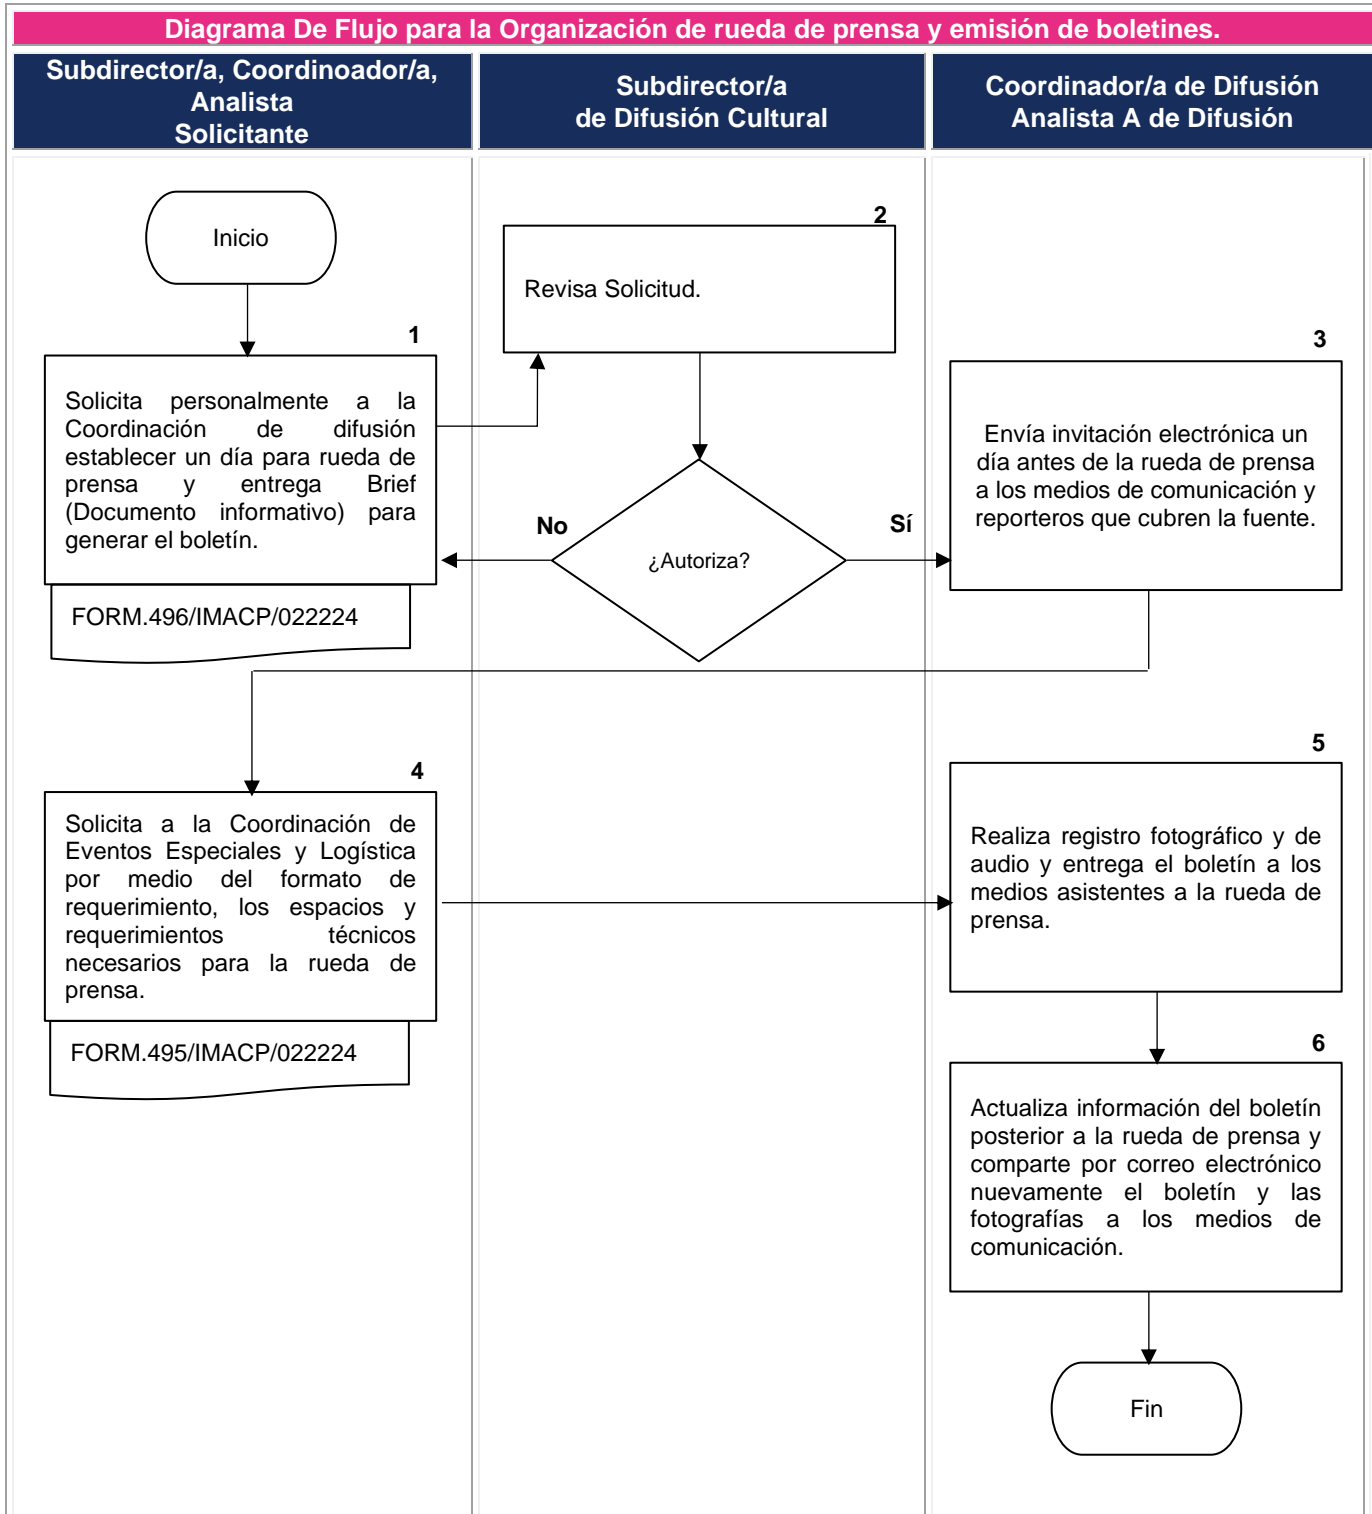 Diagrama De Flujo para la Organización de rueda de prensa y emisión de boletines.
Subdirector/a, Coordinoador/a,
Analista
Solicitante
Subdirector/a
de Difusión Cultural
Coordinador/a de Difusión
Analista A de Difusión
Inicio
1
Solicita personalmente a la
Coordinación de difusión
establecer un día para rueda de
prensa y entrega Brief
(Documento informativo) para
generar el boletín.
FORM.496/IMACP/022224
2
Revisa Solicitud.
¿Autoriza?
No
Sí
3
Envía invitación electrónica un
día antes de la rueda de prensa
a los medios de comunicación y
reporteros que cubren la fuente.
4
Solicita a la Coordinación de
Eventos Especiales y Logística
por medio del formato de
requerimiento, los espacios y
requerimientos técnicos
necesarios para la rueda de
prensa.
FORM.495/IMACP/022224
5
Realiza registro fotográfico y de
audio y entrega el boletín a los
medios asistentes a la rueda de
prensa.
6
Actualiza información del boletín
posterior a la rueda de prensa y
comparte por correo electrónico
nuevamente el boletín y las
fotografías a los medios de
comunicación.
Fin